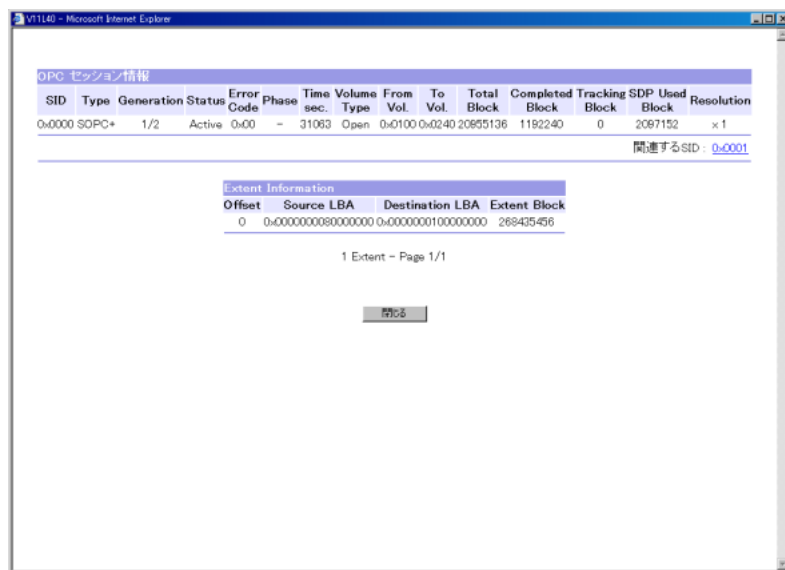 V11L40 - Microsoft Internet Explorer
OPC セッション情報
SID Type Generation Status Error Code Phase Time sec. Volume Type From Vol. To Vol. Total Block Completed Block Tracking Block SDP Used Block Resolution
0x0000 SOPC+ 1/2 Active 0x00 - 31063 Open 0x0100 0x0240 20955136 1192240 0 2097152 x1
関連するSID : 0x0001
Extent Information
Offset Source LBA Destination LBA Extent Block
0 0x0000000080000000 0x0000000100000000 268435456
1 Extent - Page 1/1
閉じる